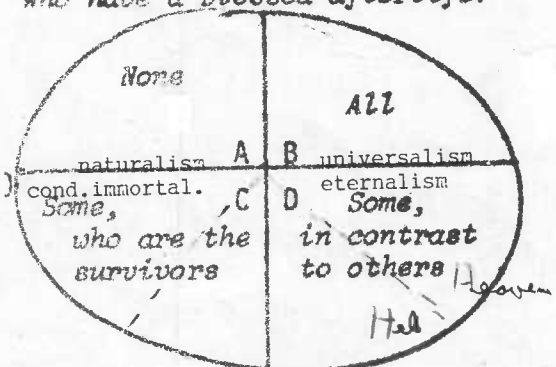 who have a blessed afterlife.
None
All
A B
naturalism universalism
) cond.immortal. eternalism
Some, C D Some,
who are the in contrast
survivors to others
Heaven
Hel